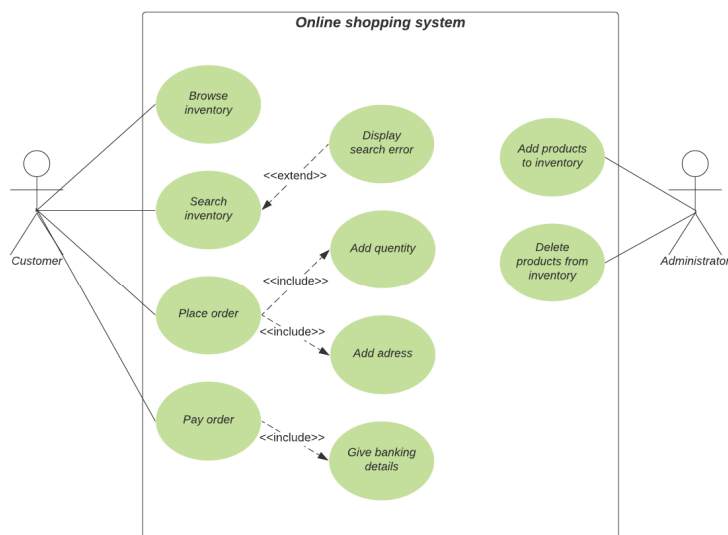 Online shopping system
Browse
inventory
Display
search error
<<extend>>
Add products
to inventory
Search
inventory
Customer
Add quentity
Delete
products from
inventory
Administrator
<<include>>
Place order
<<include>>
Add adress
Pay order
<<include>>
Give banking
details